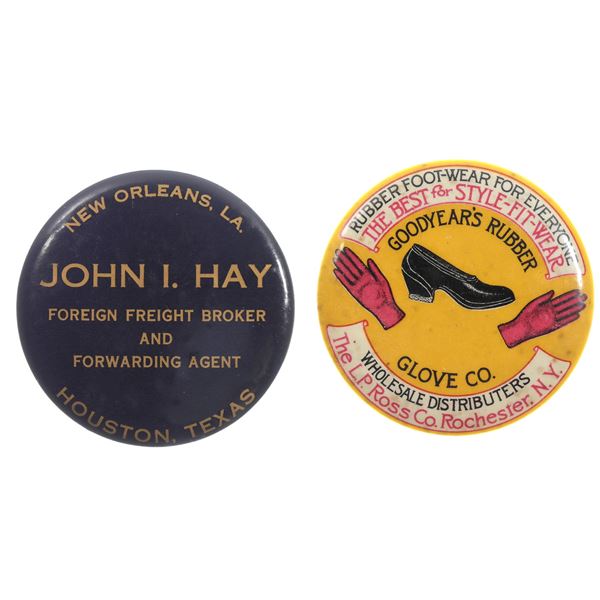 NEW ORLEANS, LA.
JOHN I. HAY
FOREIGN FREIGHT BROKER
AND
FORWARDING AGENT
HOUSTON, TEXAS
RUBBER FOOT-WEAR FOR EVERYONE
THE BEST for STYLE-FIT-WEAR.
GOODYEAR'S RUBBER
GLOVE CO.
WHOLESALE DISTRIBUTERS
The L.P. Ross Co. Rochester, N.Y.